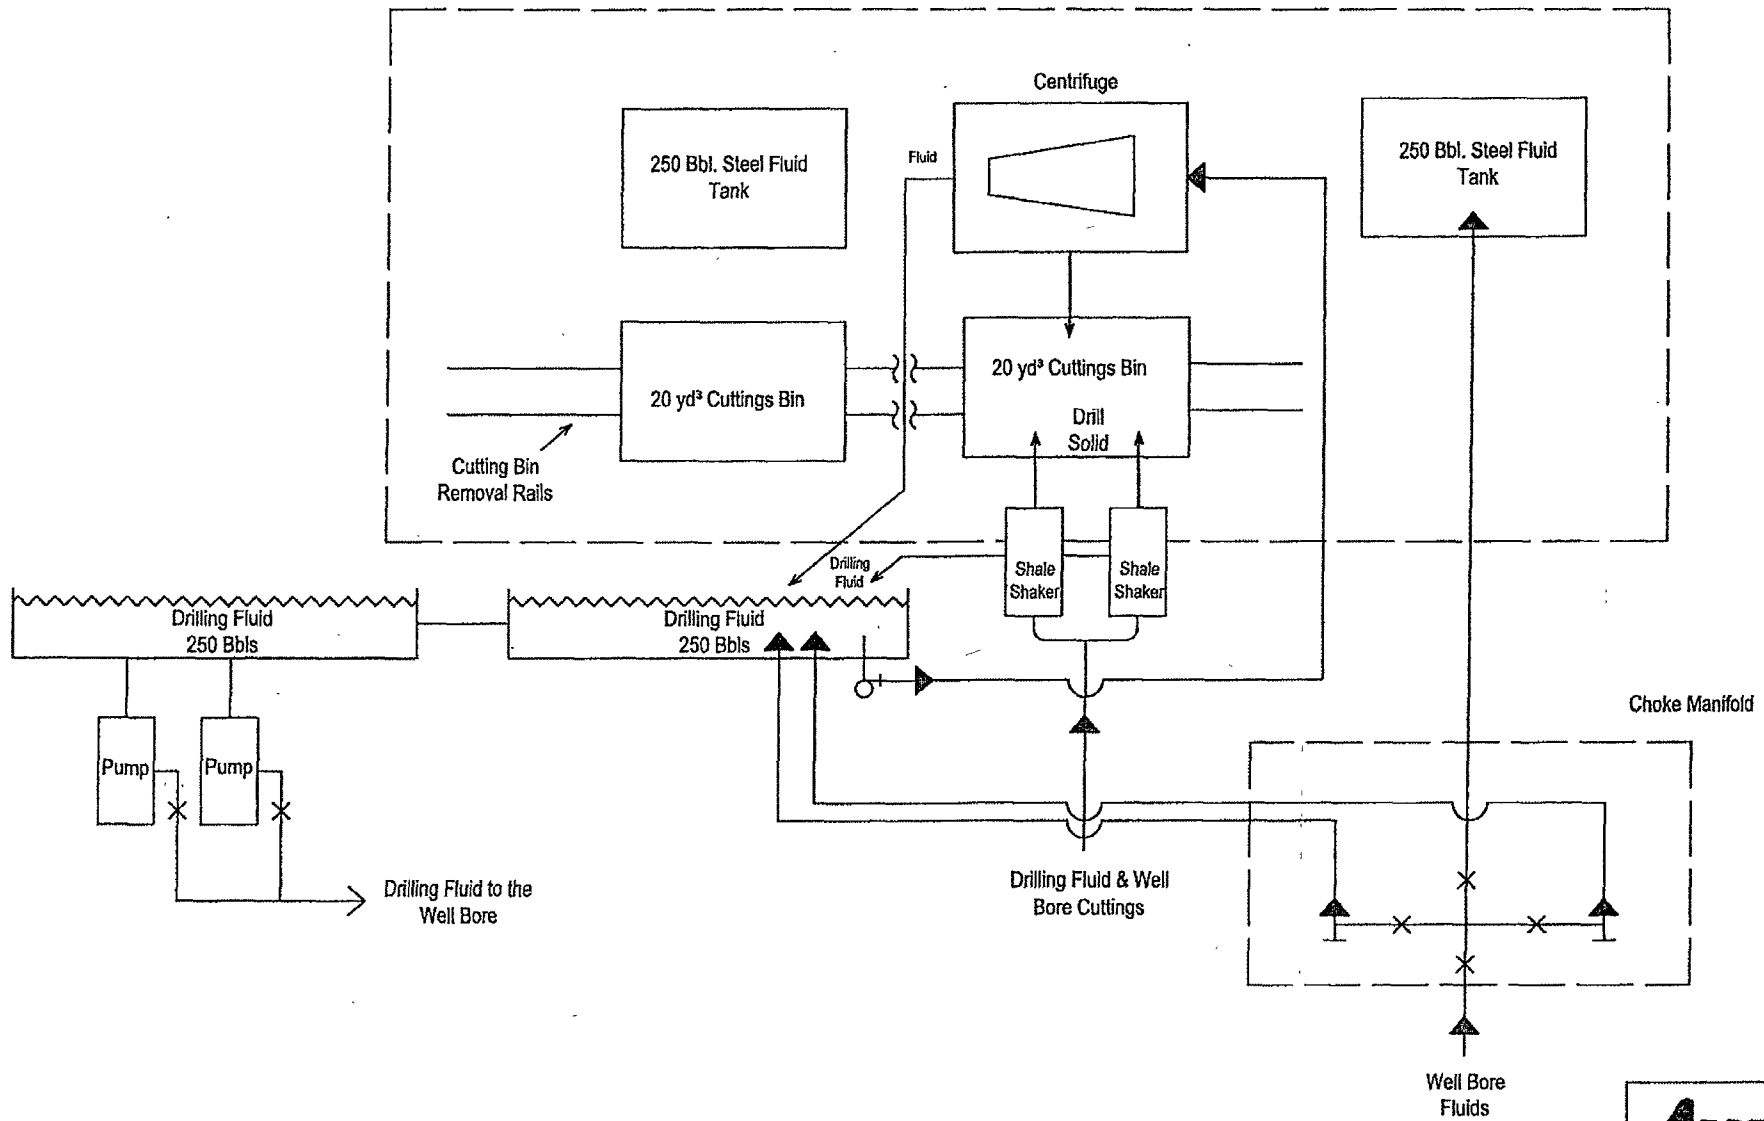 Centrifuge
250 Bbl. Steel Fluid
Tank
Fluid
250 Bbl. Steel Fluid
Tank
20 yd³ Cuttings Bin
20 yd³ Cuttings Bin
Drill
Solid
Cutting Bin
Removal Rails
Drilling
Fluid
Shale
Shaker
Shale
Shaker
Drilling Fluid
250 Bbls
Drilling Fluid
250 Bbls
Choke Manifold
Pump
Pump
Drilling Fluid to the
Well Bore
Drilling Fluid & Well
Bore Cuttings
Well Bore
Fluids